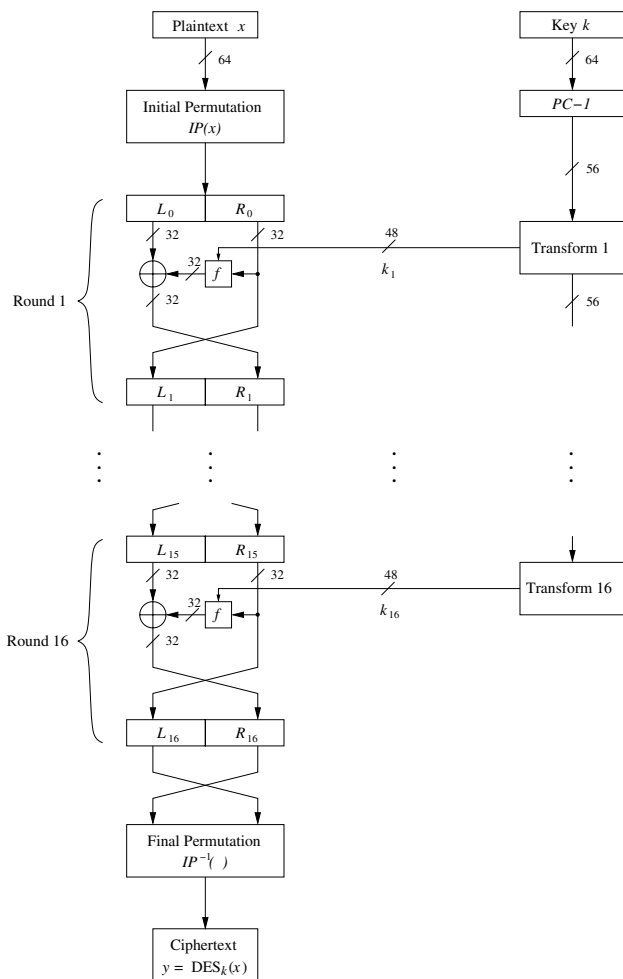 Plaintext x
Key k
64
64
Initial Permutation
IP(x)
PC−1
56
L0
R0
32
32
48
Transform 1
32
f
k1
32
56
Round 1
L1
R1
L15
R15
32
32
48
Transform 16
32
f
k16
32
Round 16
L16
R16
Final Permutation
IP−1( )
Ciphertext
y = DESk(x)